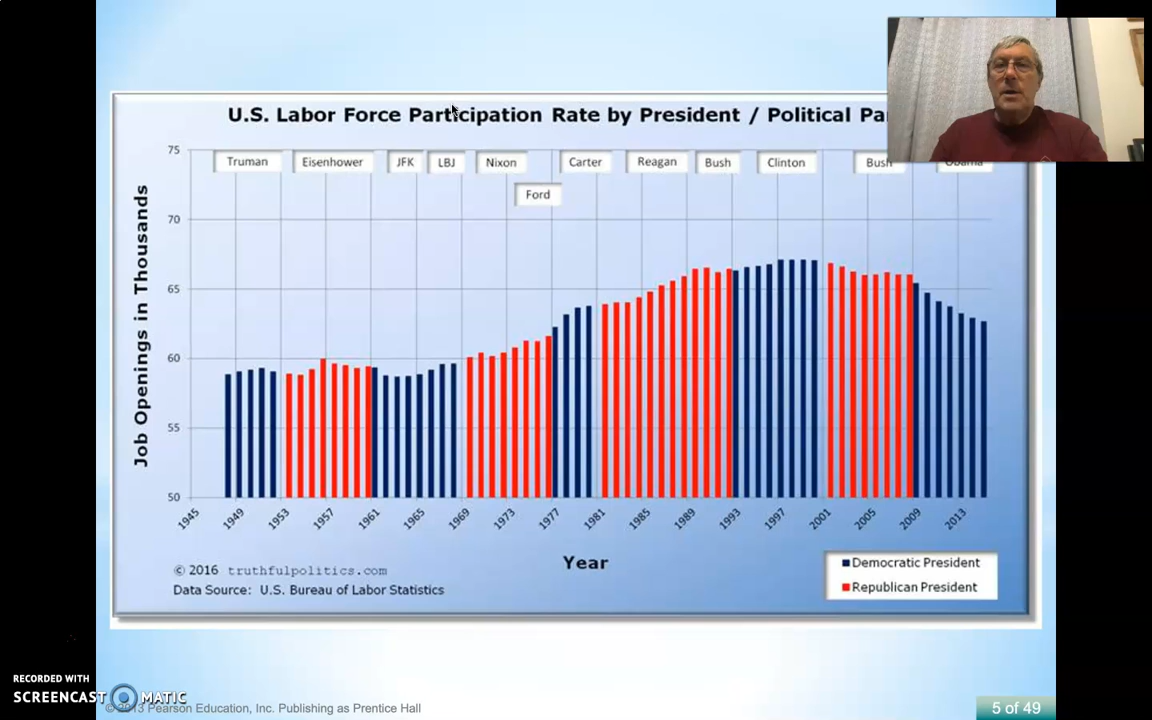 U.S. Labor Force Participation Rate by President / Political Pa
75
Truman Eisenhower JFK LBJ Nixon Carter Reagan Bush Clinton Bush Obama
Ford
70
65
60
55
50
Job Openings in Thousands
1945 1949 1953 1957 1961 1965 1969 1973 1977 1981 1985 1989 1993 1997 2001 2005 2009 2013
Year
© 2016 truthfulpolitics.com
Data Source: U.S. Bureau of Labor Statistics
Democratic President
Republican President
RECORDED WITH
SCREENCAST MATIC
© 2013 Pearson Education, Inc. Publishing as Prentice Hall
5 of 49